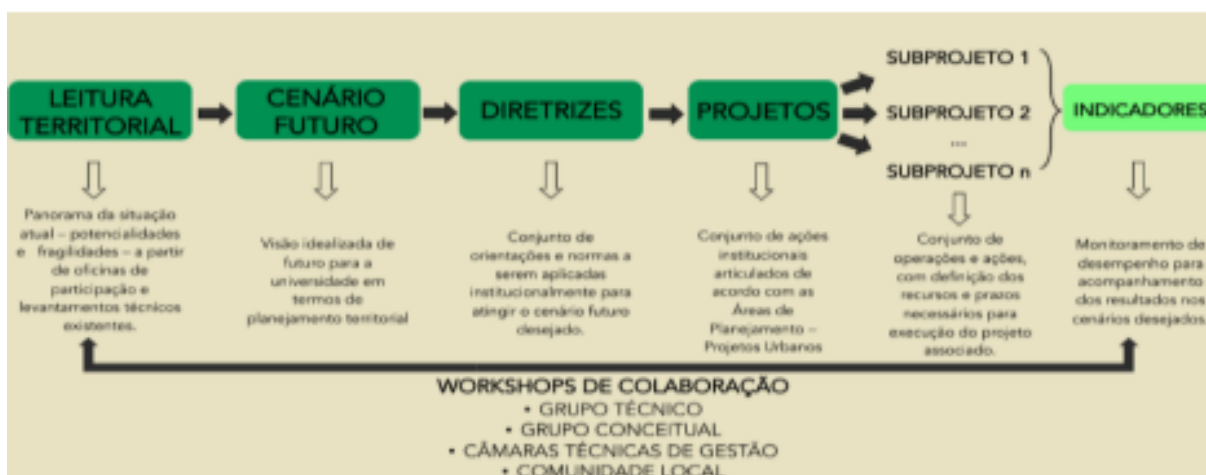 LEITURA
TERRITORIAL
CENÁRIO
FUTURO
DIRETRIZES
PROJETOS
SUBPROJETO 1
SUBPROJETO 2
...
SUBPROJETO n
INDICADORES
Panorama da situação
atual – potencialidades
e fragilidades – a partir
de oficinas de
participação e
levantamentos técnicos
existentes.
Visão idealizada de
futuro para a
universidade em
termos de
planejamento territorial
Conjunto de
orientações e normas a
serem aplicadas
institucionalmente para
atingir o cenário futuro
desejado.
Conjunto de ações
institucionais
articulados de
acordo com as
Áreas de
Planejamento –
Projetos Urbanos
Conjunto de
operações e ações,
com definição dos
recursos e prazos
necessários para
execução do projeto
associado.
Monitoramento de
desempenho para
acompanhamento
dos resultados nos
cenários desejados.
WORKSHOPS DE COLABORAÇÃO
• GRUPO TÉCNICO
• GRUPO CONCEITUAL
• CÂMARAS TÉCNICAS DE GESTÃO
• COMUNIDADE LOCAL